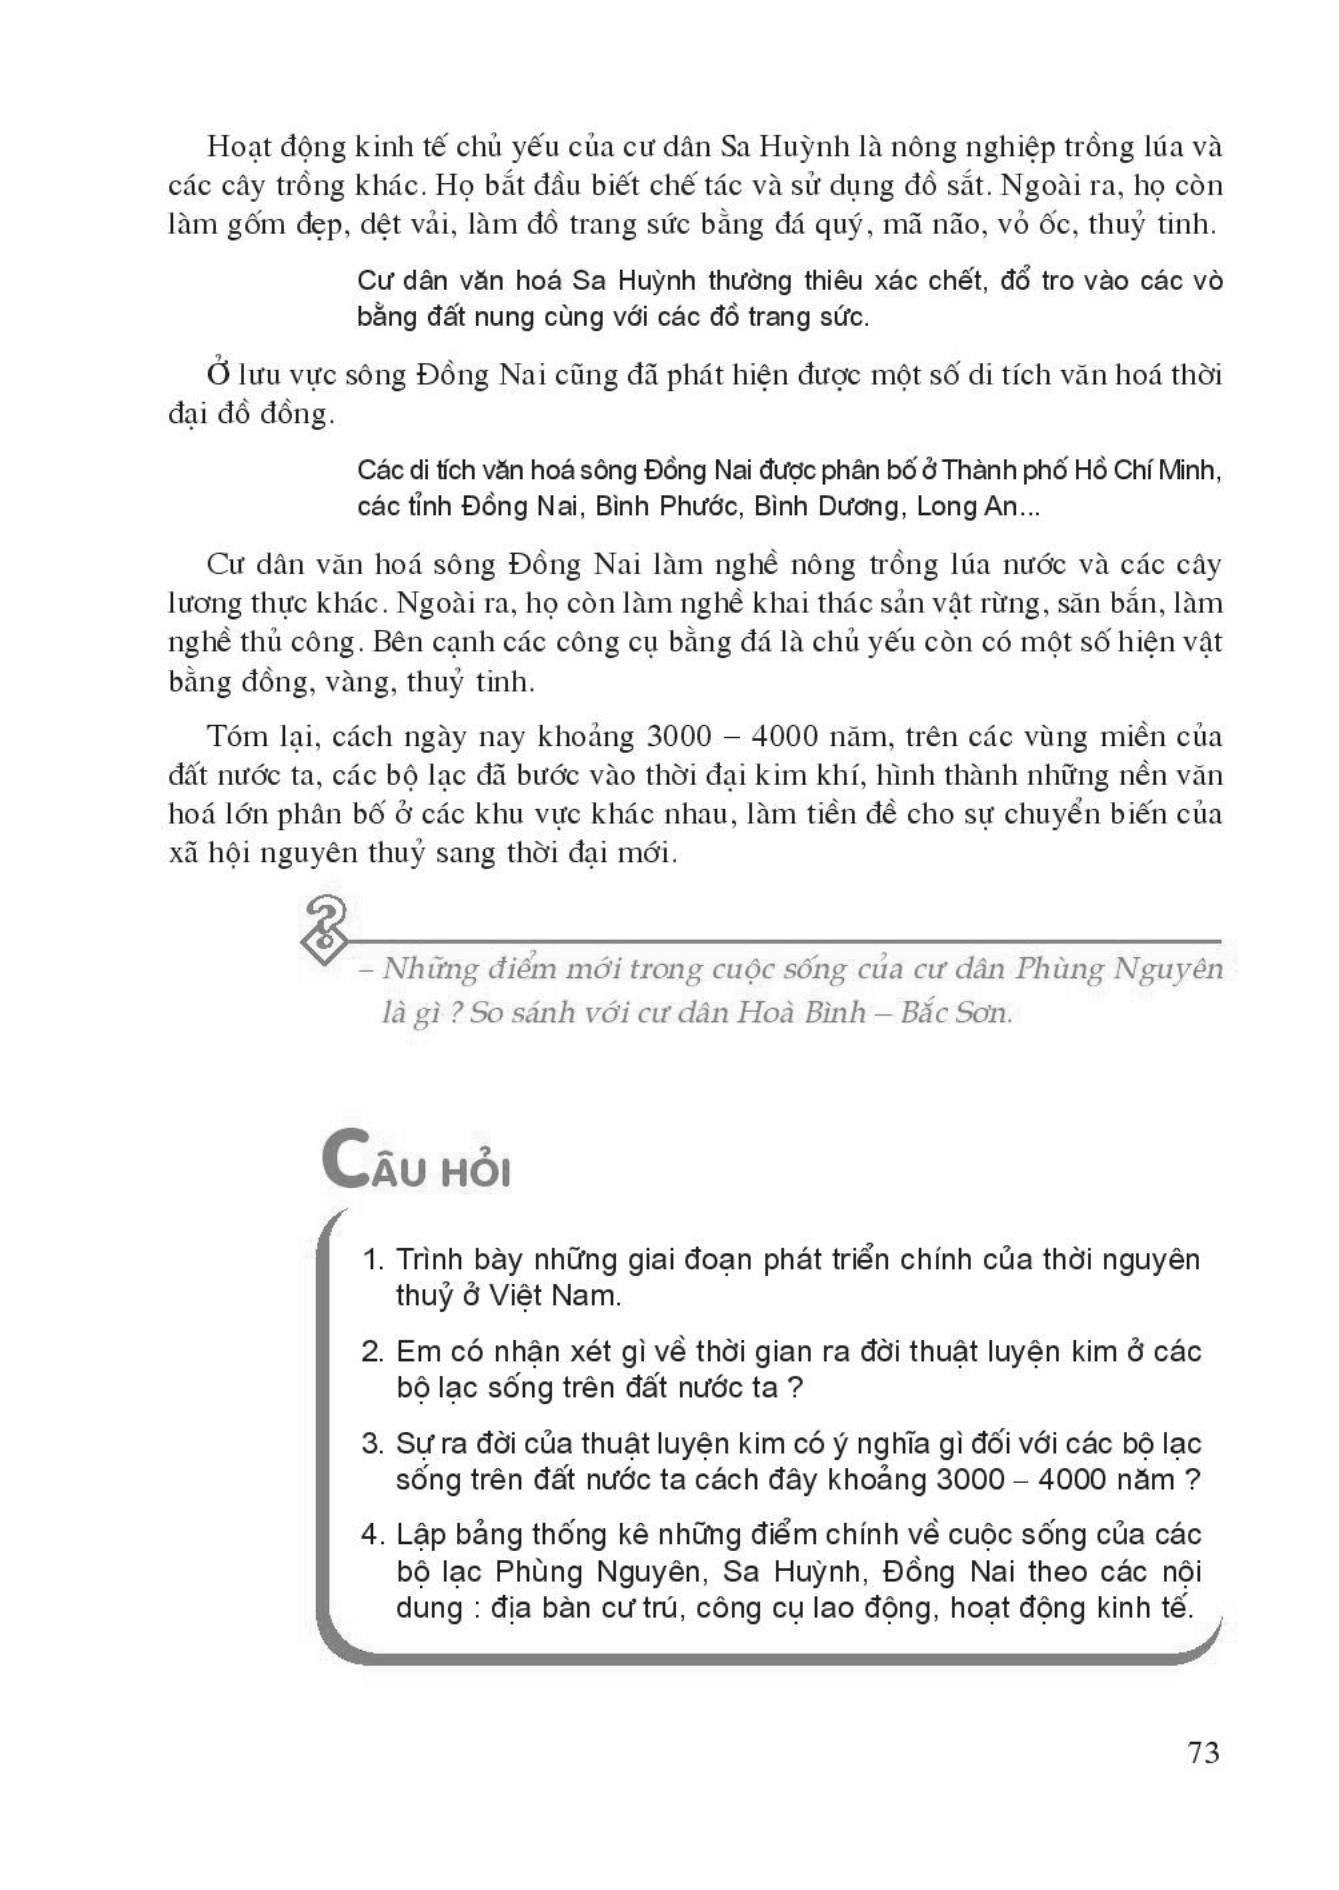 Hoạt động kinh tế chủ yếu của cư dân Sa Huỳnh là nông nghiệp trồng lúa và
các cây trồng khác. Họ bắt đầu biết chế tác và sử dụng đồ sắt. Ngoài ra, họ còn
làm gốm đẹp, dệt vải, làm đồ trang sức bằng đá quý, mã não, vỏ ốc, thuỷ tinh.
Cư dân văn hoá Sa Huỳnh thường thiêu xác chết, đổ tro vào các vò
bằng đất nung cùng với các đồ trang sức.
Ở lưu vực sông Đồng Nai cũng đã phát hiện được một số di tích văn hoá thời
đại đồ đồng.
Các di tích văn hoá sông Đồng Nai được phân bố ở Thành phố Hồ Chí Minh,
các tỉnh Đồng Nai, Bình Phước, Bình Dương, Long An...
Cư dân văn hoá sông Đồng Nai làm nghề nông trồng lúa nước và các cây
lương thực khác. Ngoài ra, họ còn làm nghề khai thác sản vật rừng, săn bắn, làm
nghề thủ công. Bên cạnh các công cụ bằng đá là chủ yếu còn có một số hiện vật
bằng đồng, vàng, thuỷ tinh.
Tóm lại, cách ngày nay khoảng 3000 – 4000 năm, trên các vùng miền của
đất nước ta, các bộ lạc đã bước vào thời đại kim khí, hình thành những nền văn
hoá lớn phân bố ở các khu vực khác nhau, làm tiền đề cho sự chuyển biến của
xã hội nguyên thuỷ sang thời đại mới.
?
– Những điểm mới trong cuộc sống của cư dân Phùng Nguyên
là gì ? So sánh với cư dân Hoà Bình – Bắc Sơn.
CÂU HỎI
1. Trình bày những giai đoạn phát triển chính của thời nguyên
thuỷ ở Việt Nam.
2. Em có nhận xét gì về thời gian ra đời thuật luyện kim ở các
bộ lạc sống trên đất nước ta ?
3. Sự ra đời của thuật luyện kim có ý nghĩa gì đối với các bộ lạc
sống trên đất nước ta cách đây khoảng 3000 – 4000 năm ?
4. Lập bảng thống kê những điểm chính về cuộc sống của các
bộ lạc Phùng Nguyên, Sa Huỳnh, Đồng Nai theo các nội
dung : địa bàn cư trú, công cụ lao động, hoạt động kinh tế.
73